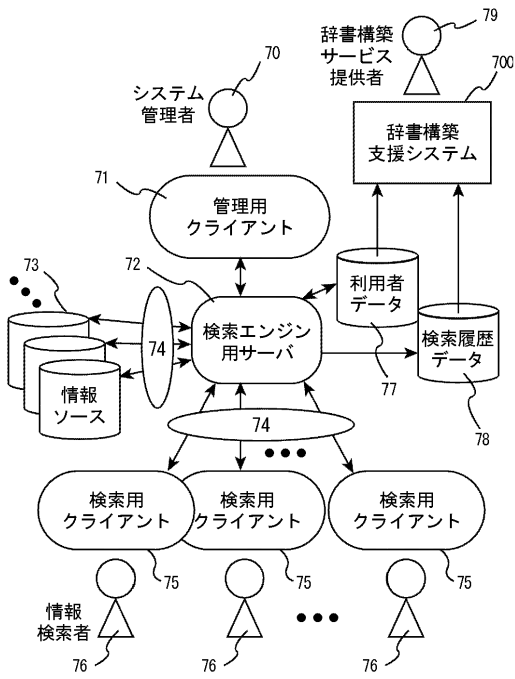 79
辞書構築
サービス
提供者
700
70
システム
管理者
辞書構築
支援システム
71
管理用
クライアント
72
73
利用者
データ
検索エンジン
用サーバ
74
検索履歴
データ
77
情報
ソース
74
78
検索用
クライアント
検索用
クライアント
検索用
クライアント
75
75
75
情報
検索者
76
76
76